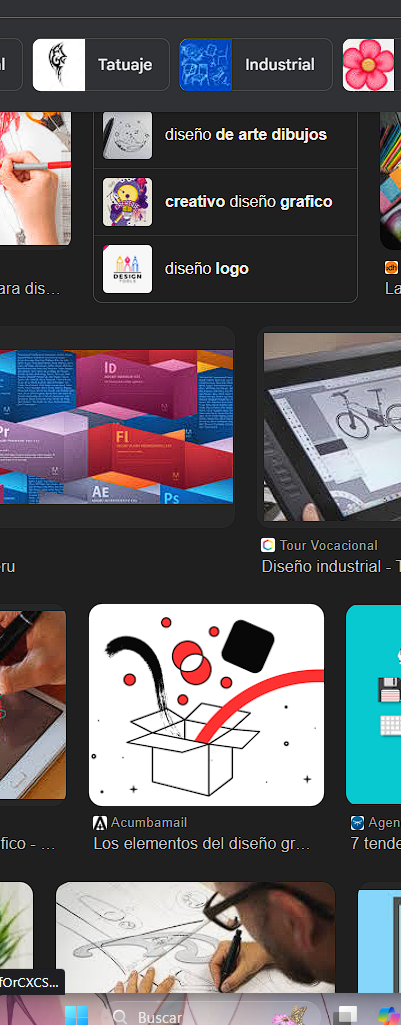 l
Tatuaje
Industrial
diseño de arte dibujos
creativo diseño grafico
DESIGN
diseño logo
ara dis...
La
Id
Pr
Fl
AE
Ps
Tour Vocacional
ru
Diseño industrial - T
Acumbamail
Agen
fico - ...
Los elementos del diseño gr...
7 tende
fOrCXCS...
Buscar